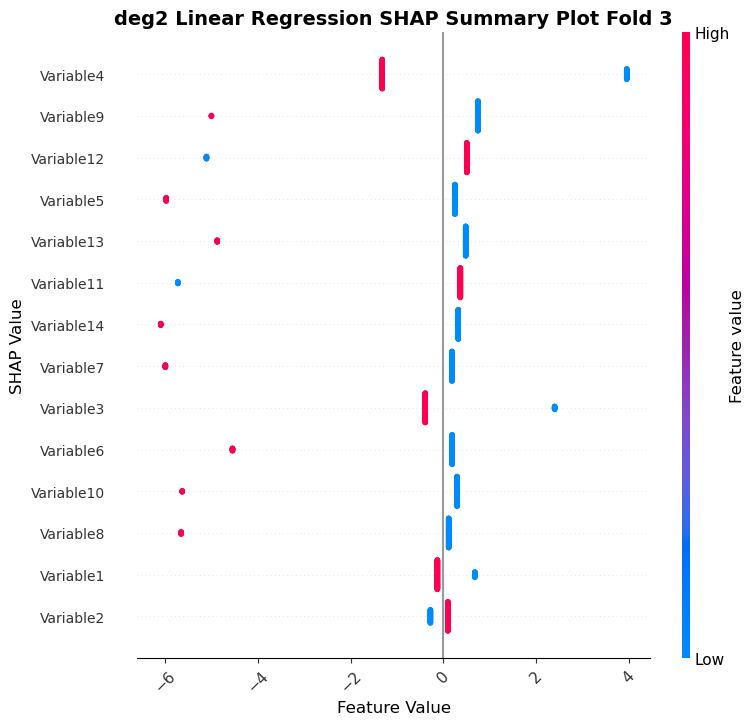 deg2 Linear Regression SHAP Summary Plot Fold 3
High
Variable4
Variable9
Variable12
Variable5
Variable13
Variable11
Variable14
Variable7
Variable3
Variable6
Variable10
Variable8
Variable1
Variable2
SHAP Value
Feature value
Low
−6
−4
−2
0
2
4
Feature Value